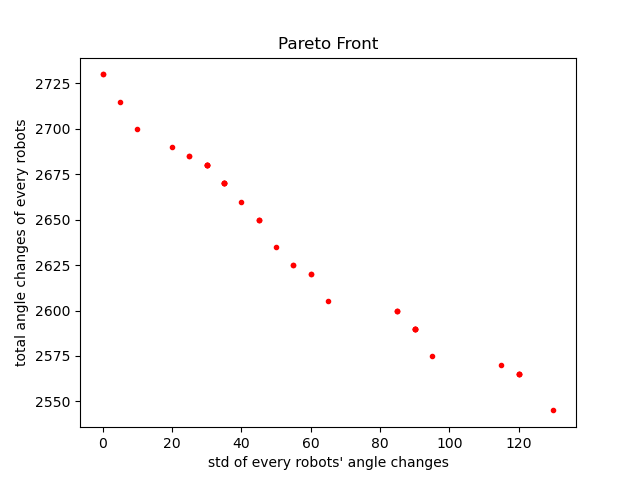 Pareto Front
total angle changes of every robots
2725
2700
2675
2650
2625
2600
2575
2550
0 20 40 60 80 100 120
std of every robots' angle changes